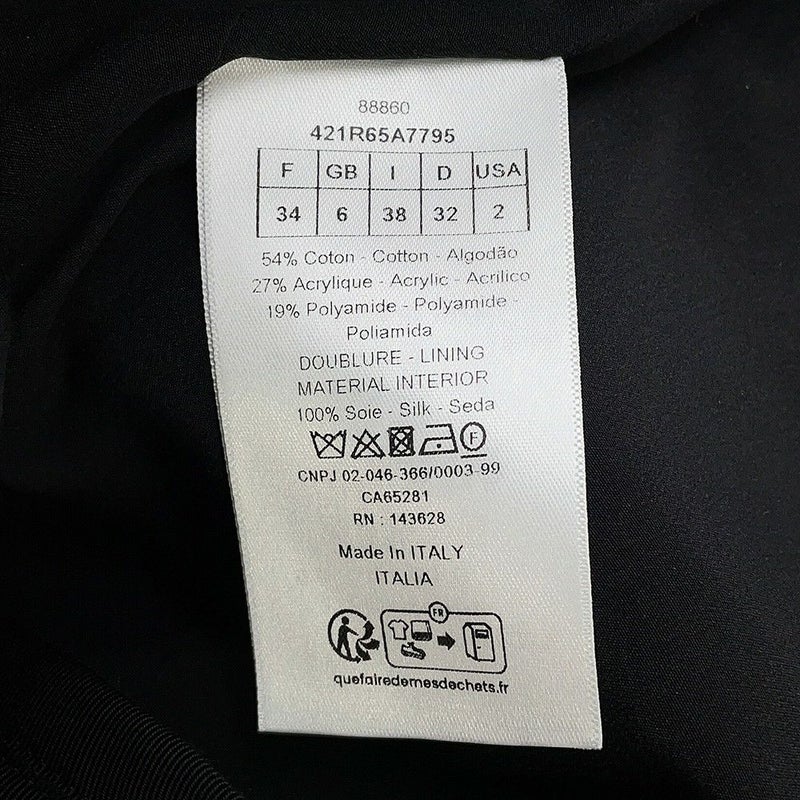 88860
421R65A7795
F GB I D USA
34 6 38 32 2
54% Coton - Cotton - Algodão
27% Acrylique - Acrylic - Acrilico
19% Polyamide - Polyamide -
Poliamida
DOUBLURE - LINING
MATERIAL INTERIOR
100% Soie - Silk - Seda
F
CNPJ 02-046-366/0003-99
CA65281
RN : 143628
Made In ITALY
ITALIA
FR
quefairedemesdechets.fr